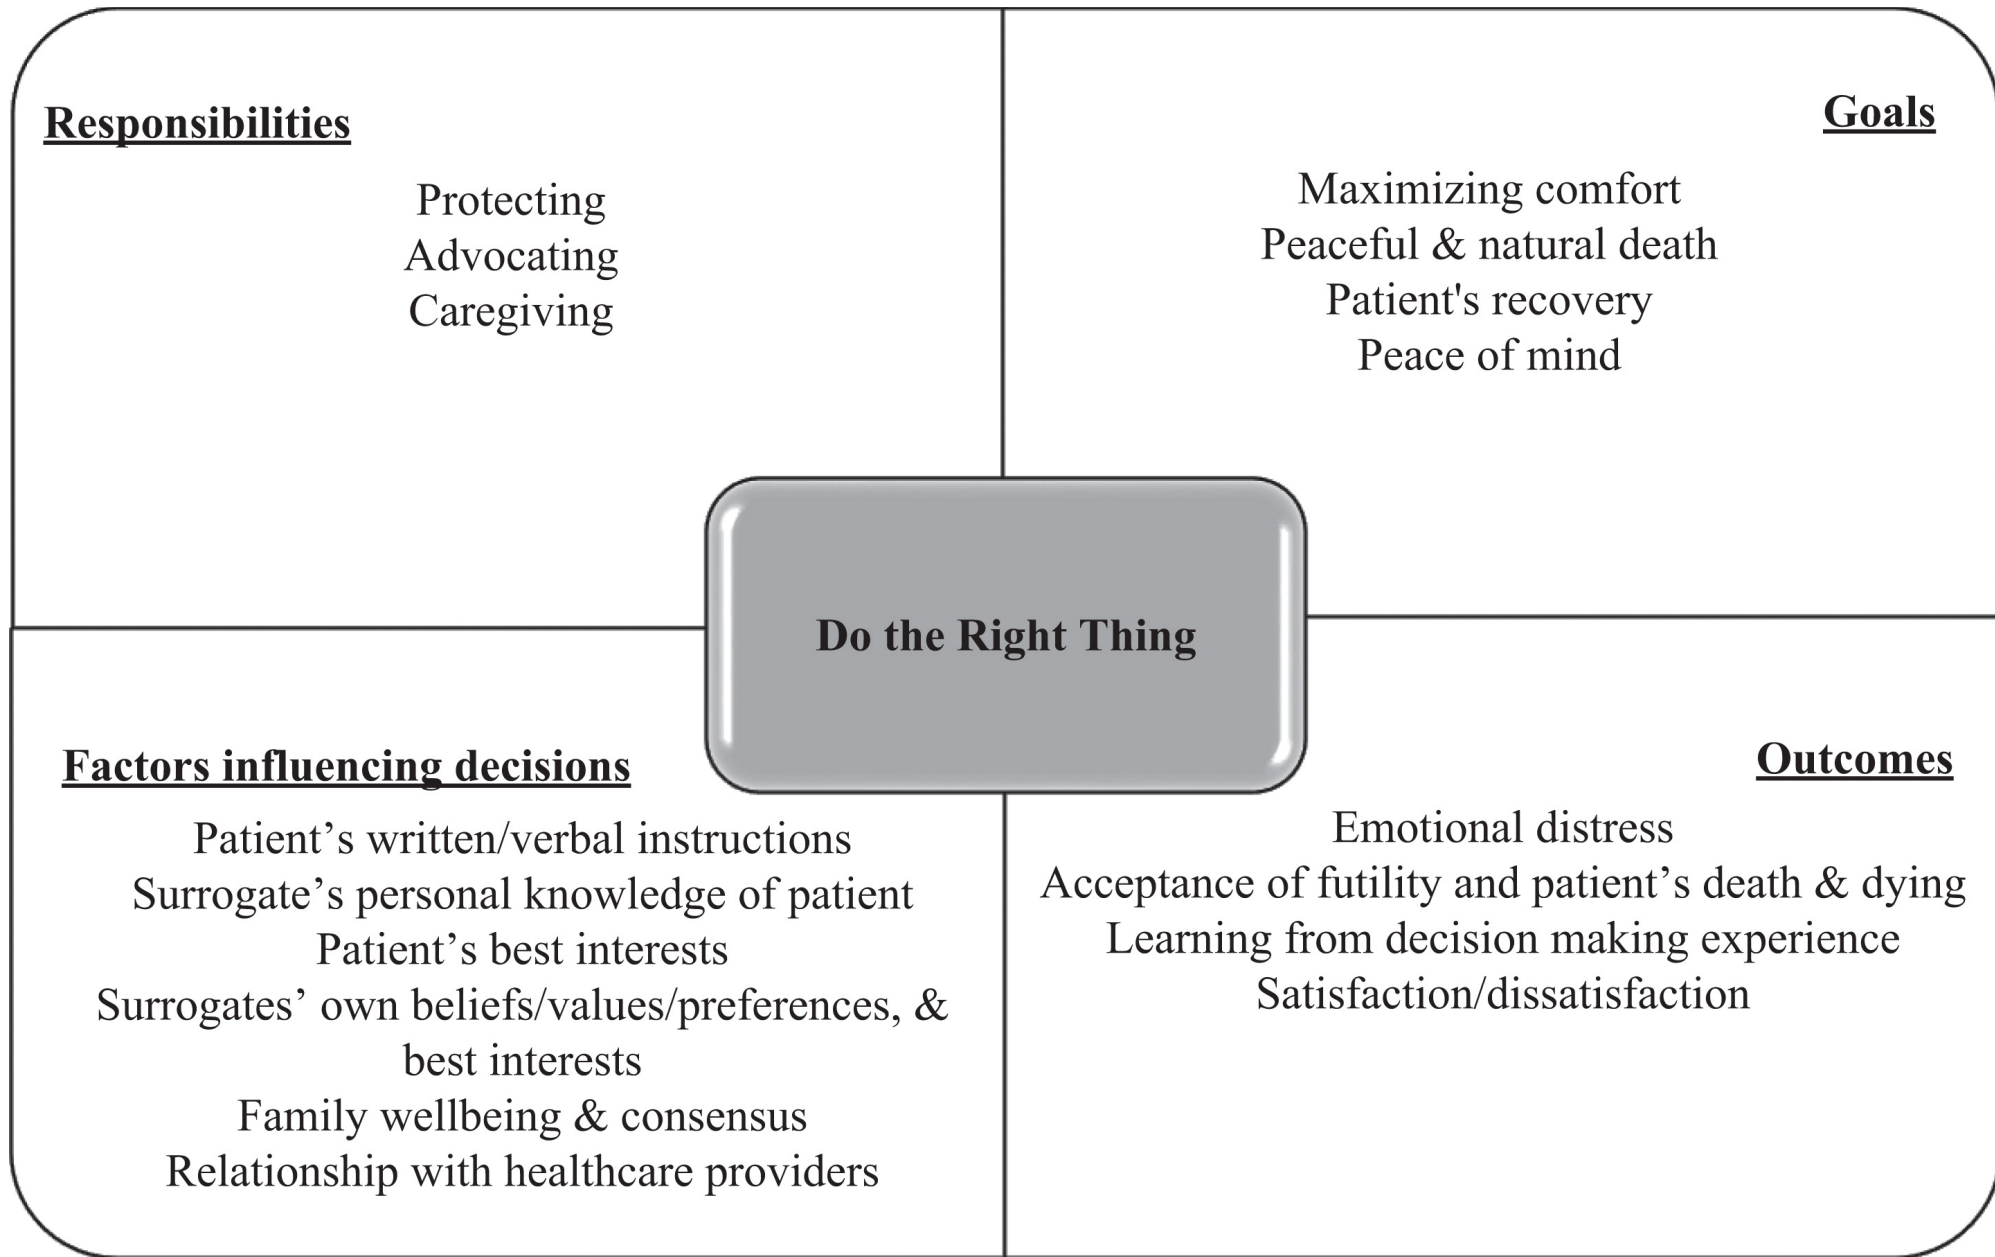 Responsibilities
Protecting
Advocating
Caregiving
Goals
Maximizing comfort
Peaceful & natural death
Patient's recovery
Peace of mind
Do the Right Thing
Factors influencing decisions
Patient’s written/verbal instructions
Surrogate’s personal knowledge of patient
Patient’s best interests
Surrogates’ own beliefs/values/preferences, &
best interests
Family wellbeing & consensus
Relationship with healthcare providers
Outcomes
Emotional distress
Acceptance of futility and patient’s death & dying
Learning from decision making experience
Satisfaction/dissatisfaction